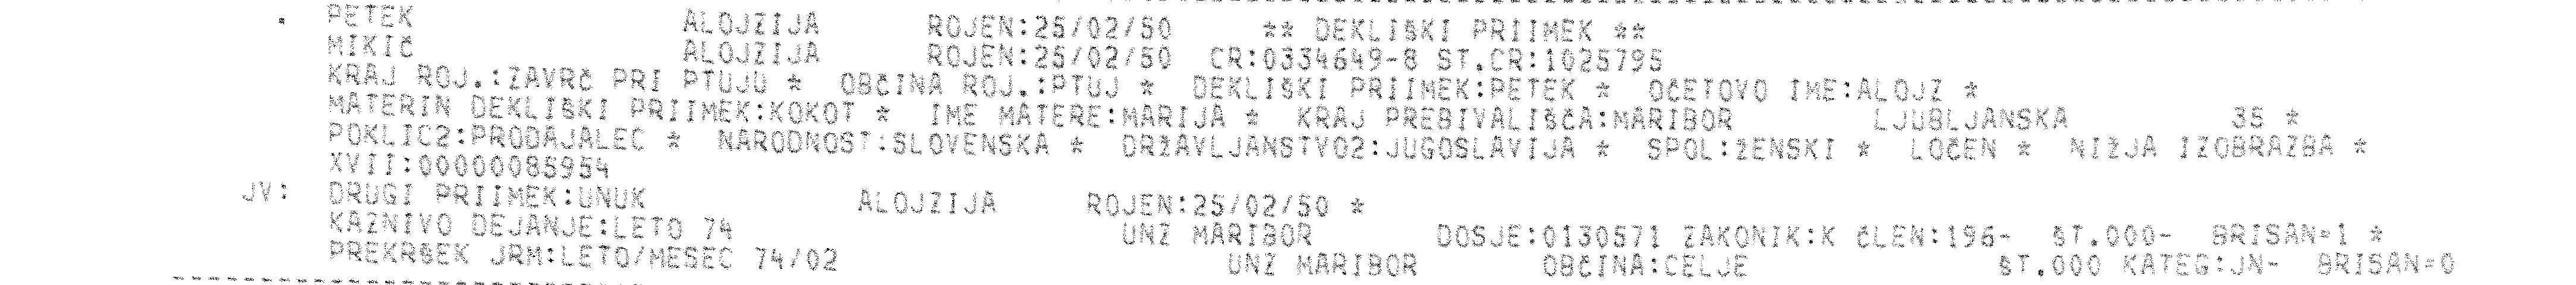 . PETEK ALOJZIJA ROJEN:25/02/50 ** DEKLIŠKI PRIIMEK **
MIKIČ ALOJZIJA ROJEN:25/02/50 CR:0334649-8 ST.CR:1025795
KRAJ ROJ.:ZAVRČ PRI PTUJU * OBČINA ROJ.:PTUJ * DEKLIŠKI PRIIMEK:PETEK * OČETOVO IME:ALOJZ *
MATERIN DEKLIŠKI PRIIMEK:KOKOT * IME MATERE:MARIJA * KRAJ PREBIVALIŠČA:MARIBOR LJUBLJANSKA 35 *
POKLIC2:PRODAJALEC * NARODNOST:SLOVENSKA * DRŽAVLJANSTVO2:JUGOSLAVIJA * SPOL:ŽENSKI * LOČEN * NIŽJA IZOBRAZBA *
XVII:00000085954
JV: DRUGI PRIIMEK:UNUK ALOJZIJA ROJEN:25/02/50 *
KAZNIVO DEJANJE:LETO 74 UNZ MARIBOR DOSJE:0130571 ZAKONIK:K ČLEN:196- ŠT.000- BRISAN=1 *
PREKRŠEK JRM:LETO/MESEC 74/02 UNZ MARIBOR OBČINA:CELJE ŠT.000 KATEG:JN- BRISAN=0